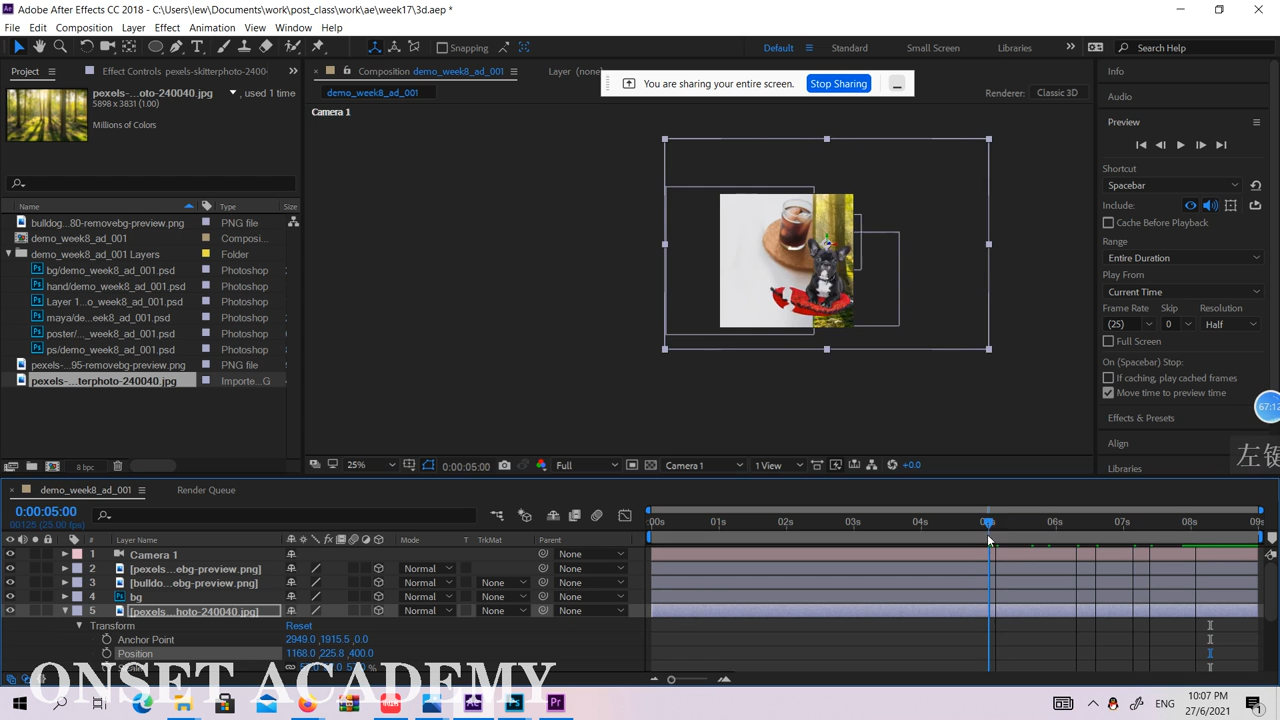 Adobe After Effects CC 2018 - C:\Users\lew\Documents\work\post_class\work\ae\week17\3d.aep *
File Edit Composition Layer Effect Animation View Window Help
Snapping Default Standard Small Screen Libraries Search Help
Project Effect Controls pexels-skitterphoto-2400 Composition demo_week8_ad_001 Layer (none)
You are sharing your entire screen. Stop Sharing
demo_week8_ad_001 Renderer: Classic 3D
pexels-skitterphoto-240040.jpg , used 1 time
5898 x 3831 (1.00)
Millions of Colors
Camera 1
Name Type Size
bulldog...80-removebg-preview.png PNG file
demo_week8_ad_001 Composi...
demo_week8_ad_001 Layers Folder
bg/demo_week8_ad_001.psd Photoshop
hand/demo_week8_ad_001.psd Photoshop
Layer 1...o_week8_ad_001.psd Photoshop
maya/de...eek8_ad_001.psd Photoshop
poster/..._week8_ad_001.psd Photoshop
ps/demo_week8_ad_001.psd Photoshop
pexels-...95-removebg-preview.png PNG file
pexels-...terphoto-240040.jpg Importe...G
8 bpc
25% 0:00:05:00 Full Camera 1 1 View +0.0
Info
Audio
Preview
Shortcut
Spacebar
Include:
Cache Before Playback
Range
Entire Duration
Play From
Current Time
Frame Rate Skip Resolution
(25) 0 Half
Full Screen
On (Spacebar) Stop:
If caching, play cached frames
Move time to preview time
67:12
Effects & Presets
Align
Libraries
左键
demo_week8_ad_001 Render Queue
0:00:05:00
00125 (25.00 fps)
:00s 01s 02s 03s 04s 05s 06s 07s 08s 09s
# Layer Name Mode T TrkMat Parent
1 Camera 1 None
2 [pexels...ebg-preview.png] Normal None
3 [bulldo...ebg-preview.png] Normal None None
4 bg Normal None None
5 [pexels...hoto-240040.jpg] Normal None None
Transform Reset
Anchor Point 2949.0,1915.5,0.0
Position 1168.0,225.8,400.0
ONSET ACADEMY
Ae Ps Pr
ENG
10:07 PM
27/6/2021